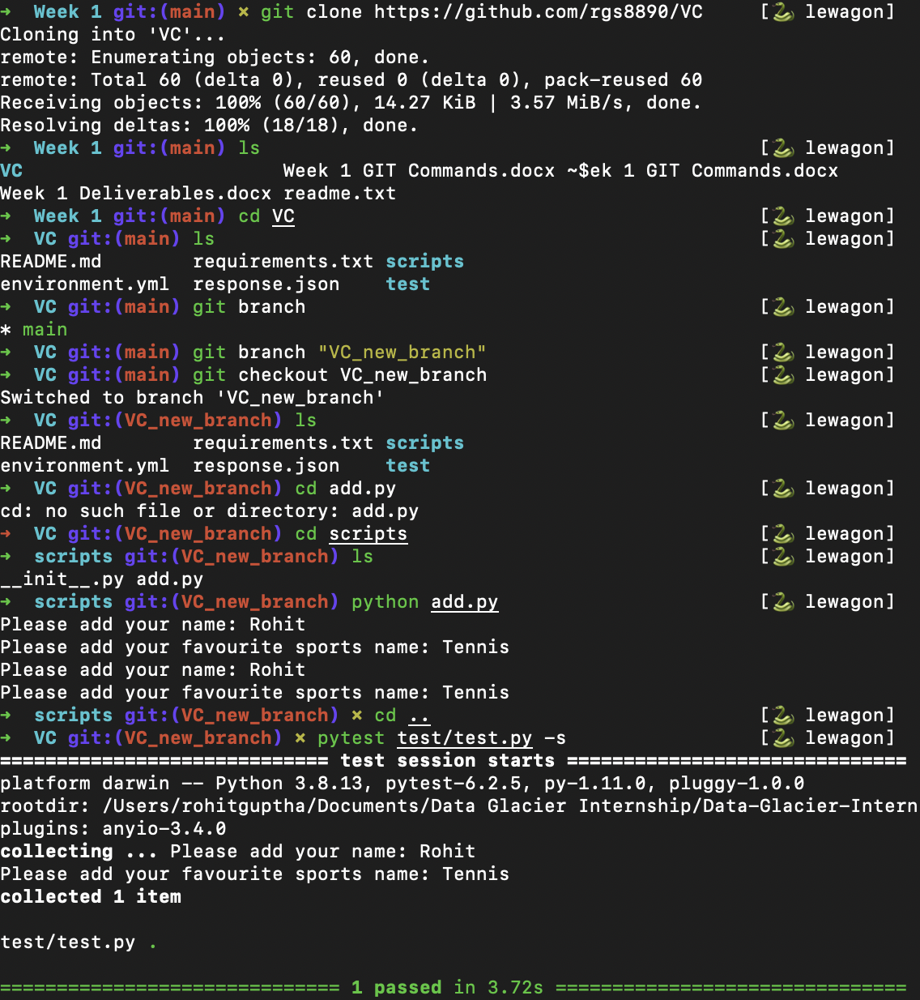 ➜  Week 1 git:(main) ✗ git clone https://github.com/rgs8890/VC [🐍 lewagon]
Cloning into 'VC'...
remote: Enumerating objects: 60, done.
remote: Total 60 (delta 0), reused 0 (delta 0), pack-reused 60
Receiving objects: 100% (60/60), 14.27 KiB | 3.57 MiB/s, done.
Resolving deltas: 100% (18/18), done.
➜  Week 1 git:(main) ls [🐍 lewagon]
VC                       Week 1 GIT Commands.docx ~$ek 1 GIT Commands.docx
Week 1 Deliverables.docx readme.txt
➜  Week 1 git:(main) cd VC [🐍 lewagon]
➜  VC git:(main) ls [🐍 lewagon]
README.md        requirements.txt scripts
environment.yml  response.json    test
➜  VC git:(main) git branch [🐍 lewagon]
* main
➜  VC git:(main) git branch "VC_new_branch" [🐍 lewagon]
➜  VC git:(main) git checkout VC_new_branch [🐍 lewagon]
Switched to branch 'VC_new_branch'
➜  VC git:(VC_new_branch) ls [🐍 lewagon]
README.md        requirements.txt scripts
environment.yml  response.json    test
➜  VC git:(VC_new_branch) cd add.py [🐍 lewagon]
cd: no such file or directory: add.py
➜  VC git:(VC_new_branch) cd scripts [🐍 lewagon]
➜  scripts git:(VC_new_branch) ls [🐍 lewagon]
__init__.py add.py
➜  scripts git:(VC_new_branch) python add.py [🐍 lewagon]
Please add your name: Rohit
Please add your favourite sports name: Tennis
Please add your name: Rohit
Please add your favourite sports name: Tennis
➜  scripts git:(VC_new_branch) ✗ cd .. [🐍 lewagon]
➜  VC git:(VC_new_branch) ✗ pytest test/test.py -s [🐍 lewagon]
============================= test session starts ==============================
platform darwin -- Python 3.8.13, pytest-6.2.5, py-1.11.0, pluggy-1.0.0
rootdir: /Users/rohitguptha/Documents/Data Glacier Internship/Data-Glacier-Intern
plugins: anyio-3.4.0
collecting ... Please add your name: Rohit
Please add your favourite sports name: Tennis
collected 1 item
test/test.py .
============================== 1 passed in 3.72s ===============================